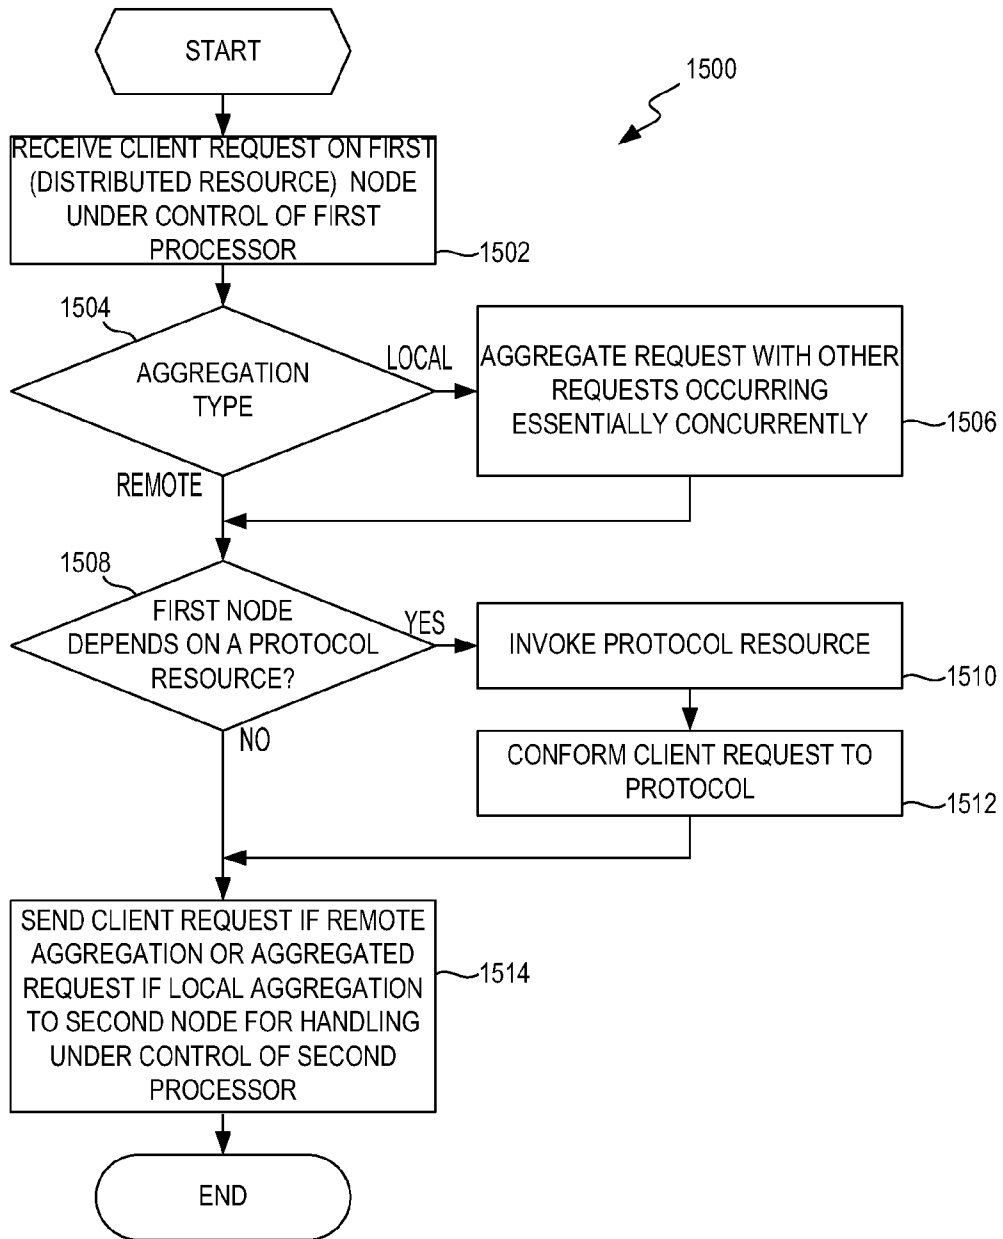 START
1500
RECEIVE CLIENT REQUEST ON FIRST
(DISTRIBUTED RESOURCE) NODE
UNDER CONTROL OF FIRST
PROCESSOR
1502
1504
AGGREGATION
TYPE
LOCAL
REMOTE
AGGREGATE REQUEST WITH OTHER
REQUESTS OCCURRING
ESSENTIALLY CONCURRENTLY
1506
1508
FIRST NODE
DEPENDS ON A PROTOCOL
RESOURCE?
YES
NO
INVOKE PROTOCOL RESOURCE
1510
CONFORM CLIENT REQUEST TO
PROTOCOL
1512
SEND CLIENT REQUEST IF REMOTE
AGGREGATION OR AGGREGATED
REQUEST IF LOCAL AGGREGATION
TO SECOND NODE FOR HANDLING
UNDER CONTROL OF SECOND
PROCESSOR
1514
END